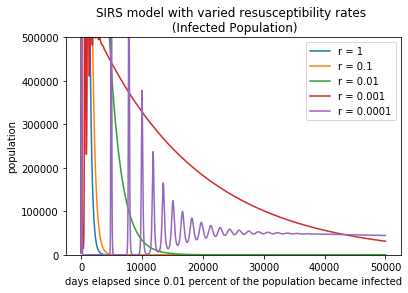 SIRS model with varied resusceptibility rates
(Infected Population)
500000
400000
300000
200000
100000
0
population
r = 1
r = 0.1
r = 0.01
r = 0.001
r = 0.0001
0 10000 20000 30000 40000 50000
days elapsed since 0.01 percent of the population became infected